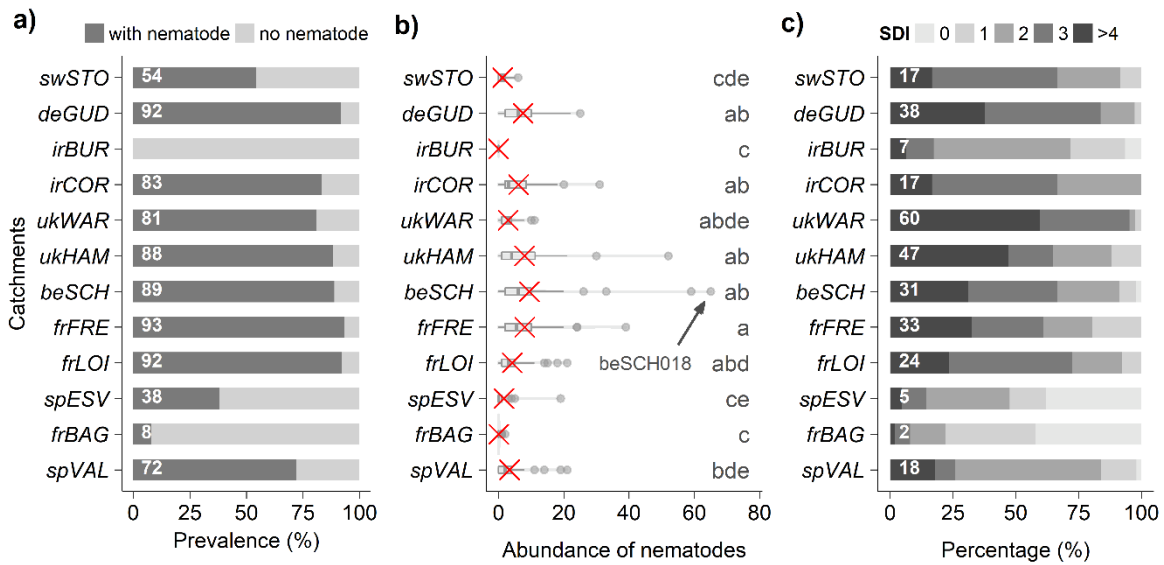 a)
with nematode no nematode
Catchments
swSTO 54
deGUD 92
irBUR
irCOR 83
ukWAR 81
ukHAM 88
beSCH 89
frFRE 93
frLOI 92
spESV 38
frBAG 8
spVAL 72
0 25 50 75 100
Prevalence (%)
b)
swSTO cde
deGUD ab
irBUR c
irCOR ab
ukWAR abde
ukHAM ab
beSCH ab
frFRE a
beSCH018
frLOI abd
spESV ce
frBAG c
spVAL bde
0 20 40 60 80
Abundance of nematodes
c)
SDI 0 1 2 3 >4
swSTO 17
deGUD 38
irBUR 7
irCOR 17
ukWAR 60
ukHAM 47
beSCH 31
frFRE 33
frLOI 24
spESV 5
frBAG 2
spVAL 18
0 25 50 75 100
Percentage (%)